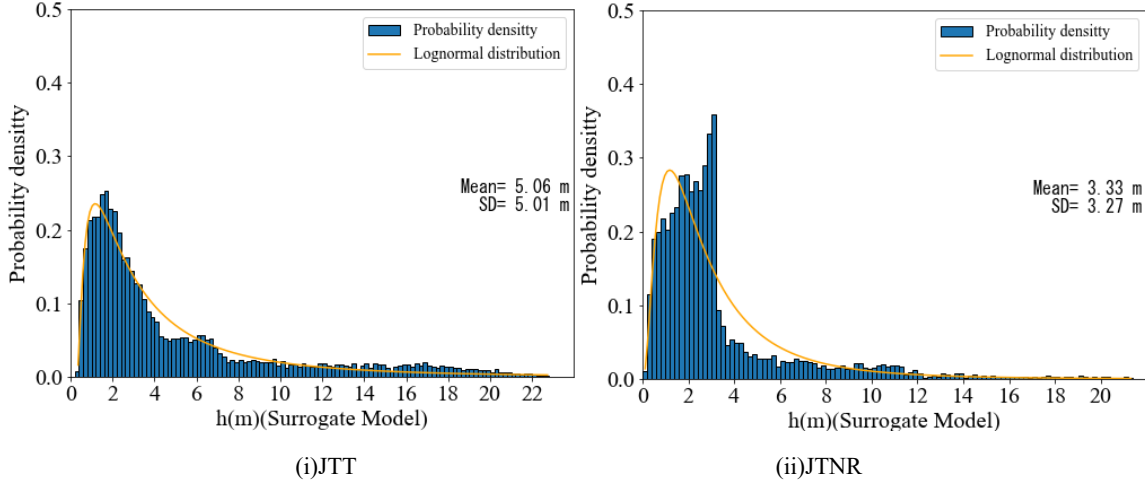 0.5
0.4
0.3
0.2
0.1
0.0
Probability densitty
Probability densitty
Lognormal distribution
Mean= 5.06 m
SD= 5.01 m
0 2 4 6 8 10 12 14 16 18 20 22
h(m)(Surrogate Model)
(i)JTT
0.5
0.4
0.3
0.2
0.1
0.0
Probability densitty
Probability densitty
Lognormal distribution
Mean= 3.33 m
SD= 3.27 m
0 2 4 6 8 10 12 14 16 18 20
h(m)(Surrogate Model)
(ii)JTNR